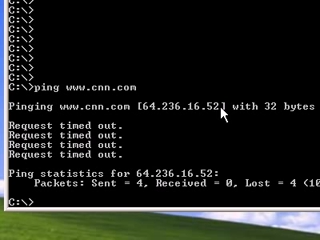 C:\>
C:\>
C:\>
C:\>
C:\>
C:\>
C:\>
C:\>ping www.cnn.com
Pinging www.cnn.com [64.236.16.52] with 32 bytes
Request timed out.
Request timed out.
Request timed out.
Request timed out.
Ping statistics for 64.236.16.52:
Packets: Sent = 4, Received = 0, Lost = 4 (10
C:\>